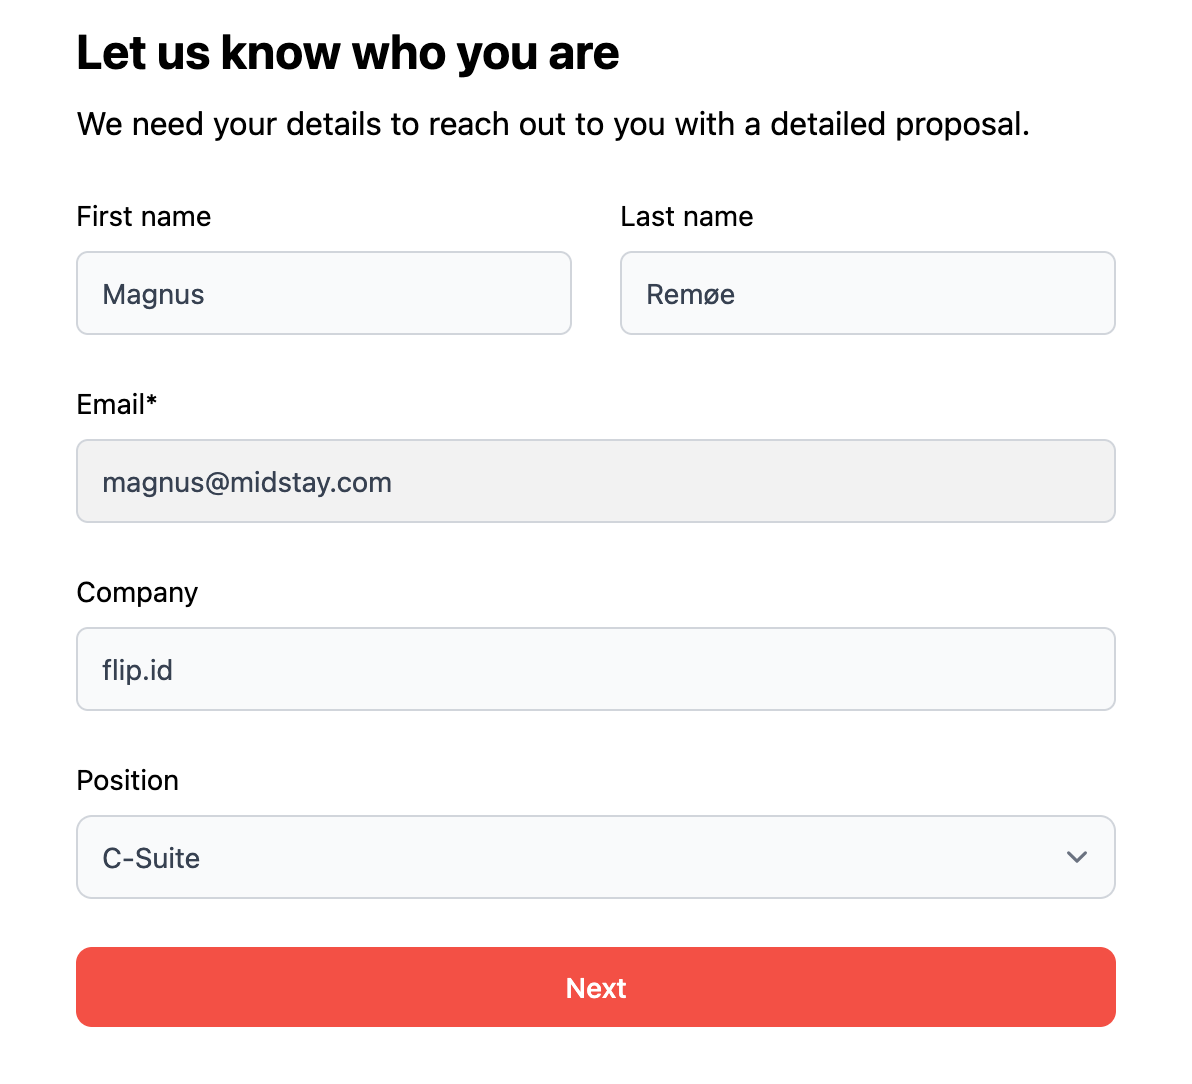 Let us know who you are
We need your details to reach out to you with a detailed proposal.
First name
Last name
Magnus
Remøe
Email*
magnus@midstay.com
Company
flip.id
Position
C-Suite
Next